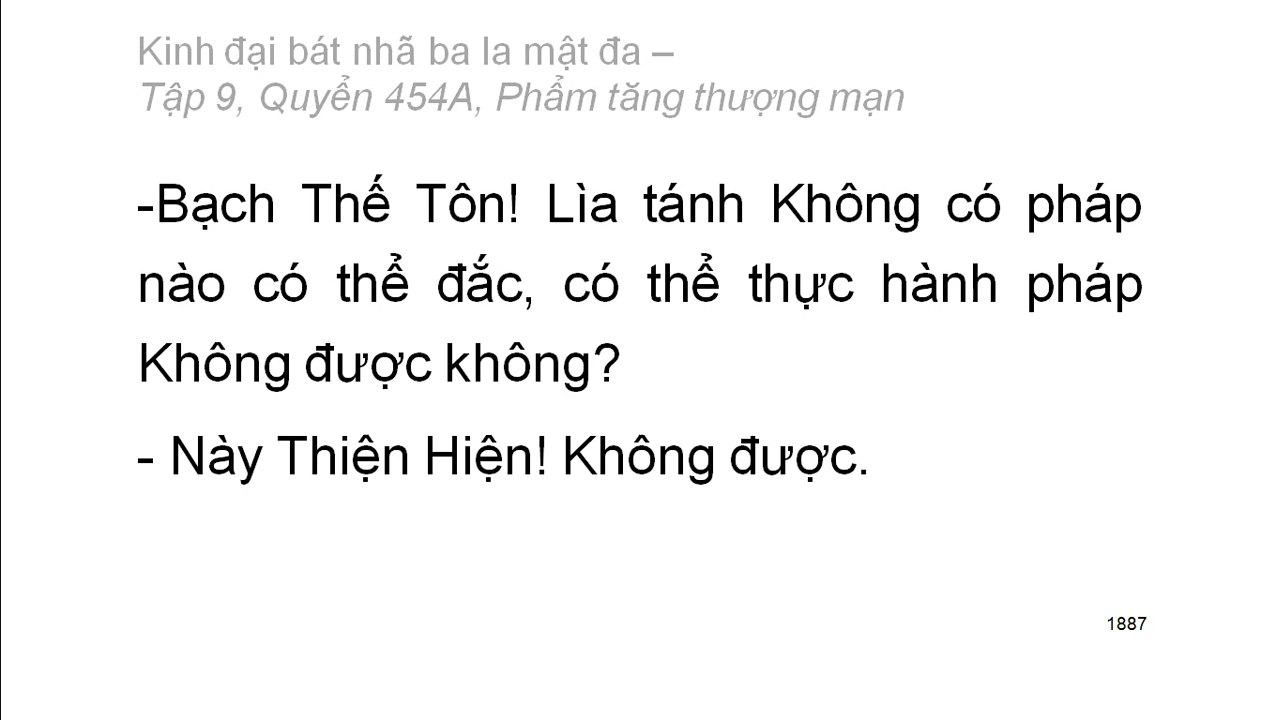 Kinh đại bát nhã ba la mật đa –
Tập 9, Quyển 454A, Phẩm tăng thượng mạn
-Bạch Thế Tôn! Lìa tánh Không có pháp
nào có thể đắc, có thể thực hành pháp
Không được không?
- Này Thiện Hiện! Không được.
1887